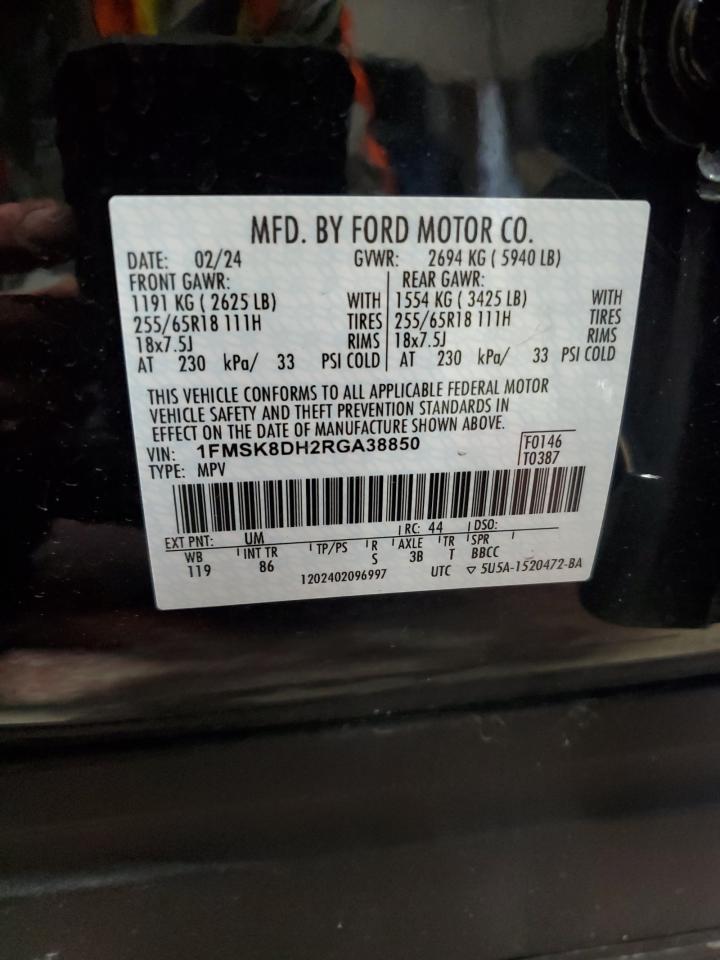 MFD. BY FORD MOTOR CO.
DATE: 02/24 GVWR: 2694 KG ( 5940 LB)
FRONT GAWR: REAR GAWR:
1191 KG ( 2625 LB) WITH 1554 KG ( 3425 LB) WITH
255/65R18 111H TIRES 255/65R18 111H TIRES
18x7.5J RIMS 18x7.5J RIMS
AT 230 kPa/ 33 PSI COLD AT 230 kPa/ 33 PSI COLD
THIS VEHICLE CONFORMS TO ALL APPLICABLE FEDERAL MOTOR
VEHICLE SAFETY AND THEFT PREVENTION STANDARDS IN
EFFECT ON THE DATE OF MANUFACTURE SHOWN ABOVE.
VIN: 1FMSK8DH2RGA38850 F0146
TYPE: MPV T0387
EXT PNT: UM RC: 44 DSO:
WB INT TR TP/PS R AXLE TR SPR
119 86 S 3B T BBCC
1202402096997 UTC ▽ 5U5A-1520472-BA